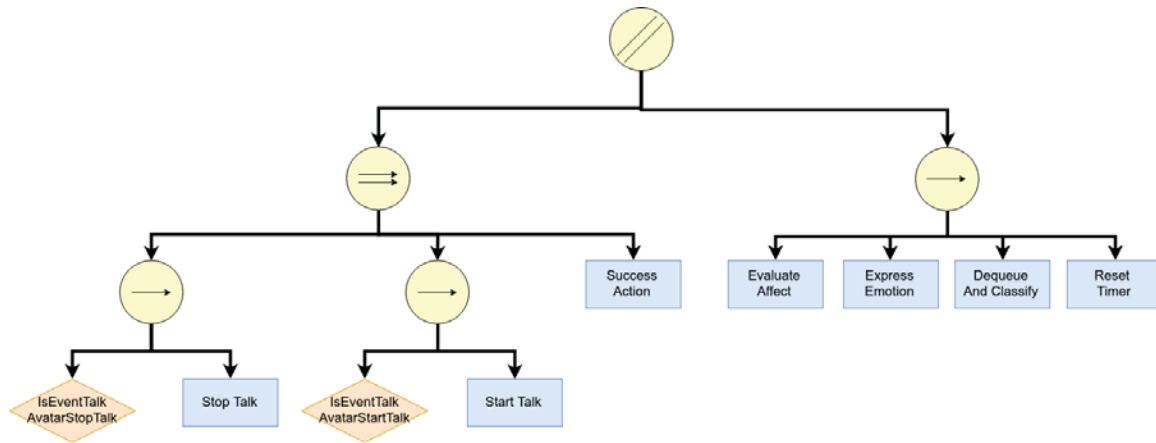 Success
Action
Evaluate
Affect
Express
Emotion
Dequeue
And Classify
Reset
Timer
IsEventTalk
AvatarStopTalk
Stop Talk
IsEventTalk
AvatarStartTalk
Start Talk